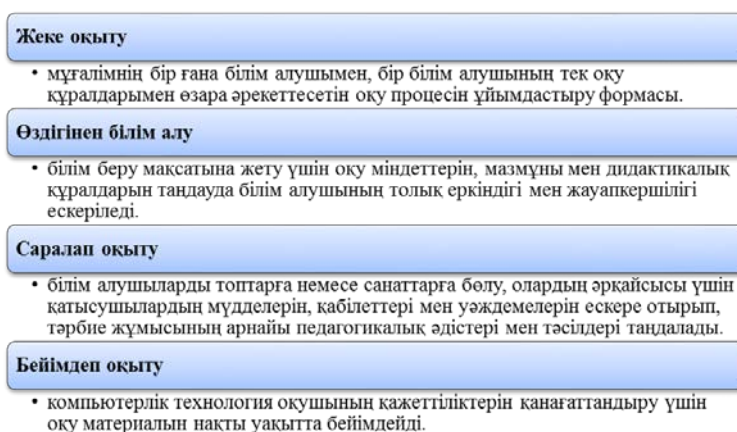 Жеке оқыту
• мұғалімнің бір ғана білім алушымен, бір білім алушының тек оқу
құралдарымен өзара әрекеттесетін оқу процесін ұйымдастыру формасы.
Өздігінен білім алу
• білім беру мақсатына жету үшін оқу міндеттерін, мазмұны мен дидактикалық
құралдарын таңдауда білім алушының толық еркіндігі мен жауапкершілігі
ескеріледі.
Саралап оқыту
• білім алушыларды топтарға немесе санаттарға бөлу, олардың әрқайсысы үшін
қатысушылардың мүдделерін, қабілеттері мен уәждемелерін ескере отырып,
тәрбие жұмысының арнайы педагогикалық әдістері мен тәсілдері таңдалады.
Бейімдеп оқыту
• компьютерлік технология оқушының қажеттіліктерін қанағаттандыру үшін
оқу материалын нақты уақытта бейімдейді.